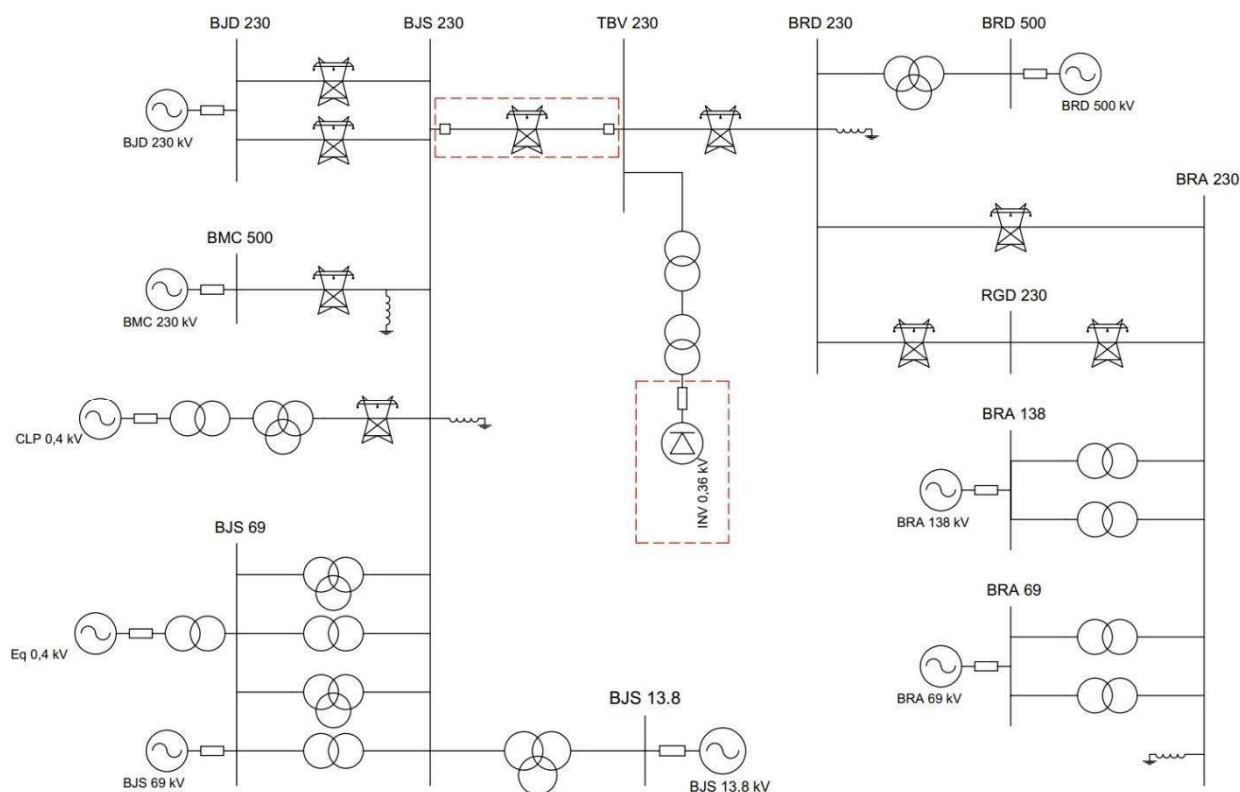 BJD 230
BJS 230
TBV 230
BRD 230
BRD 500
BJD 230 kV
BRD 500 kV
BRA 230
BMC 500
BMC 230 kV
RGD 230
CLP 0,4 kV
INV 0,36 kV
BRA 138
BRA 138 kV
BJS 69
BRA 69
Eq 0,4 kV
BRA 69 kV
BJS 13.8
BJS 69 kV
BJS 13.8 kV